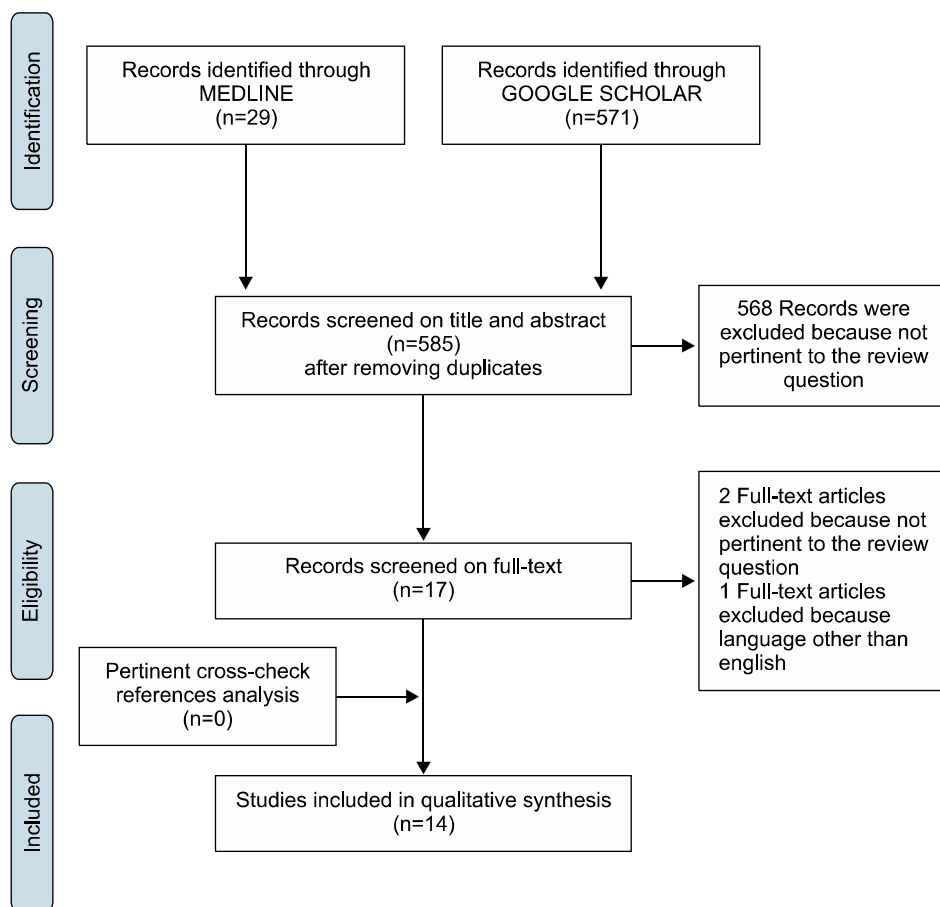 Identification
Records identified through
MEDLINE
(n=29)
Records identified through
GOOGLE SCHOLAR
(n=571)
Screening
Records screened on title and abstract
(n=585)
after removing duplicates
568 Records were
excluded because not
pertinent to the review
question
Eligibility
Records screened on full-text
(n=17)
2 Full-text articles
excluded because not
pertinent to the review
question
1 Full-text articles
excluded because
language other than
english
Pertinent cross-check
references analysis
(n=0)
Included
Studies included in qualitative synthesis
(n=14)